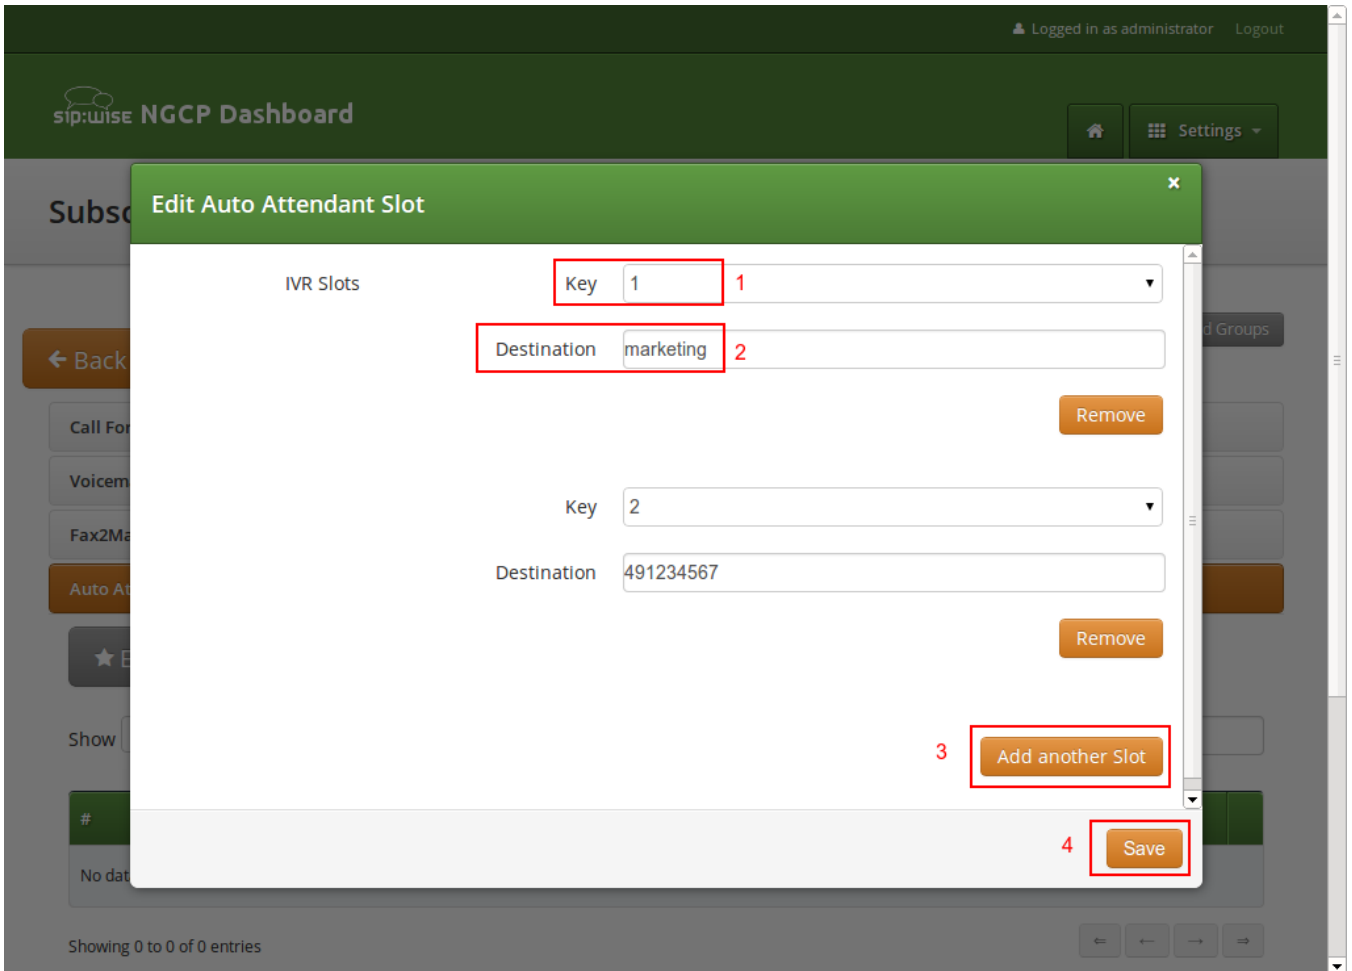 Logged in as administrator Logout
sip:wise NGCP Dashboard
Settings
Subsc
Edit Auto Attendant Slot ×
IVR Slots Key 1 1
d Groups
Destination marketing 2
Back
Remove
Call For
Voicem
Key 2
Fax2Ma
Destination 491234567
Auto At
Remove
E
Show
3 Add another Slot
#
4 Save
No dat
Showing 0 to 0 of 0 entries ⇐ ← → ⇒